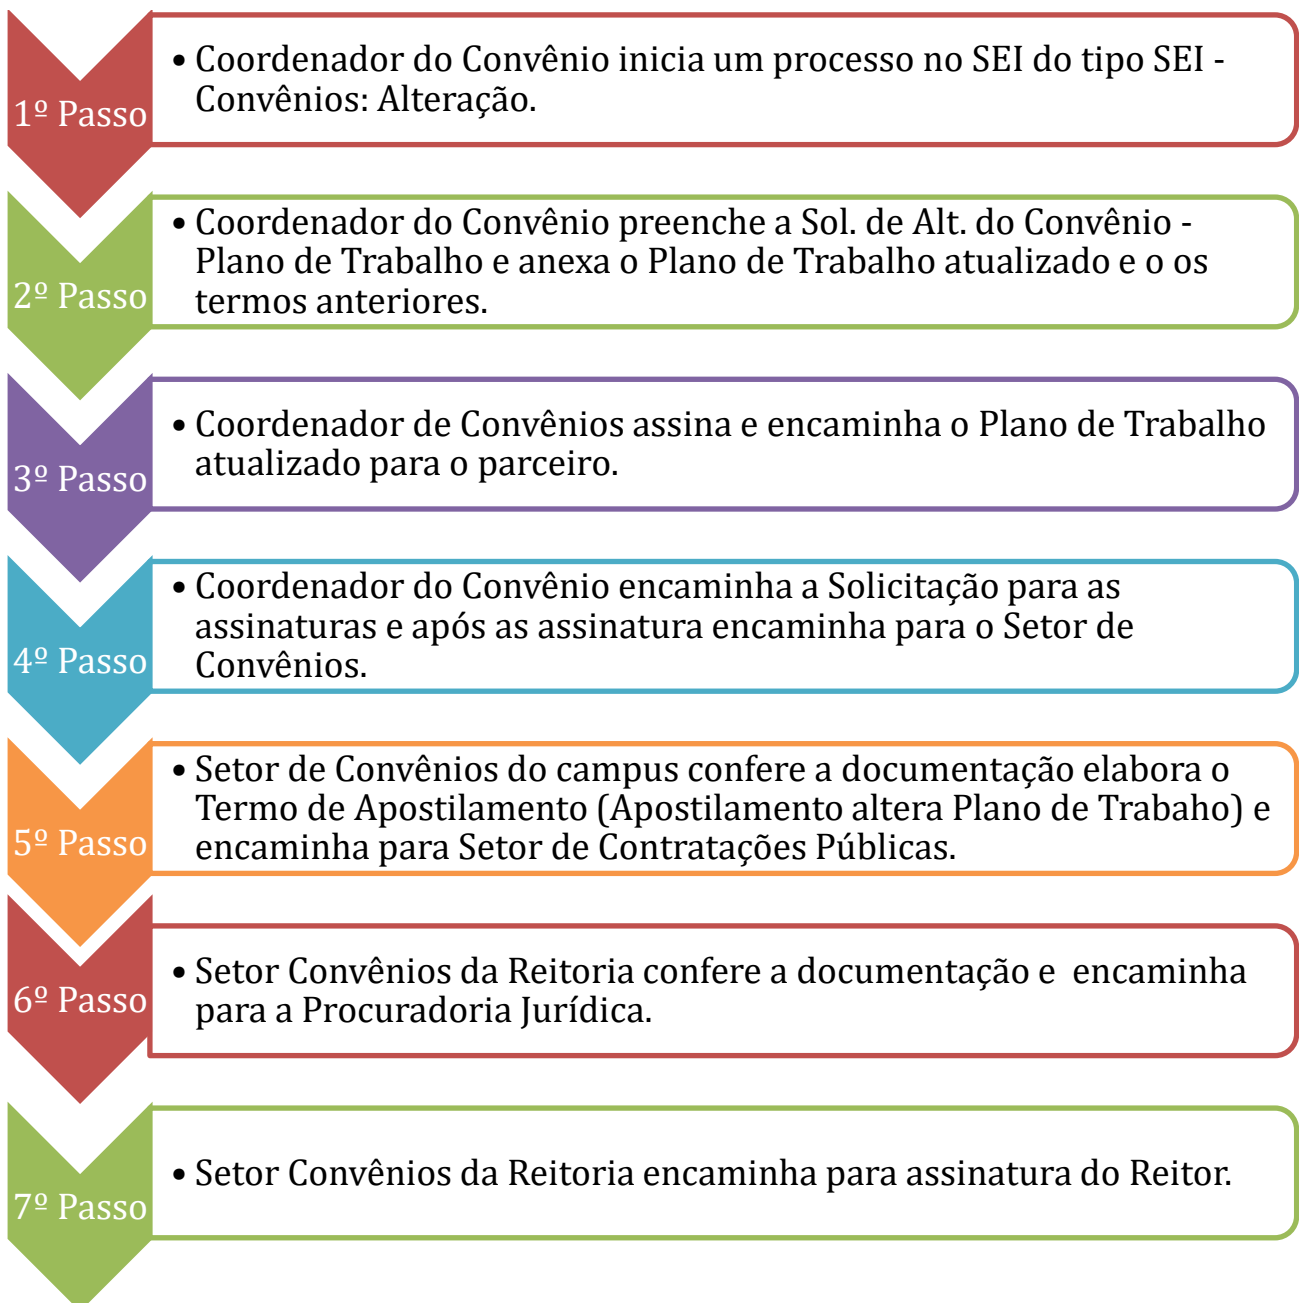 1º Passo
• Coordenador do Convênio inicia um processo no SEI do tipo SEI -
Convênios: Alteração.
2º Passo
• Coordenador do Convênio preenche a Sol. de Alt. do Convênio -
Plano de Trabalho e anexa o Plano de Trabalho atualizado e o os
termos anteriores.
3º Passo
• Coordenador de Convênios assina e encaminha o Plano de Trabalho
atualizado para o parceiro.
4º Passo
• Coordenador do Convênio encaminha a Solicitação para as
assinaturas e após as assinatura encaminha para o Setor de
Convênios.
5º Passo
• Setor de Convênios do campus confere a documentação elabora o
Termo de Apostilamento (Apostilamento altera Plano de Trabaho) e
encaminha para Setor de Contratações Públicas.
6º Passo
• Setor Convênios da Reitoria confere a documentação e  encaminha
para a Procuradoria Jurídica.
7º Passo
• Setor Convênios da Reitoria encaminha para assinatura do Reitor.